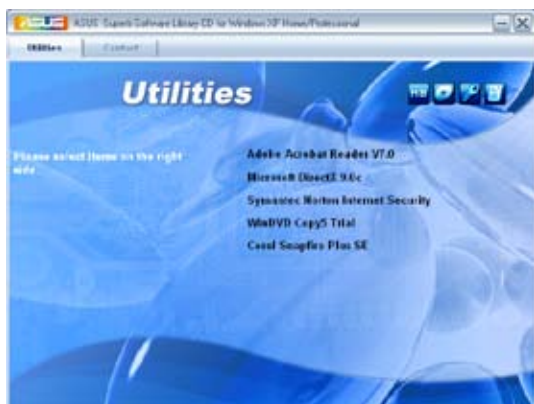 ASUS Superb Software Library CD for Windows XP Home/Professional
Utilities
Contact
Utilities
Please select items on the right side
Adobe Acrobat Reader V7.0
Microsoft DirectX 9.0c
Symantec Norton Internet Security
WinDVD Copy5 Trial
Corel Snapfire Plus SE